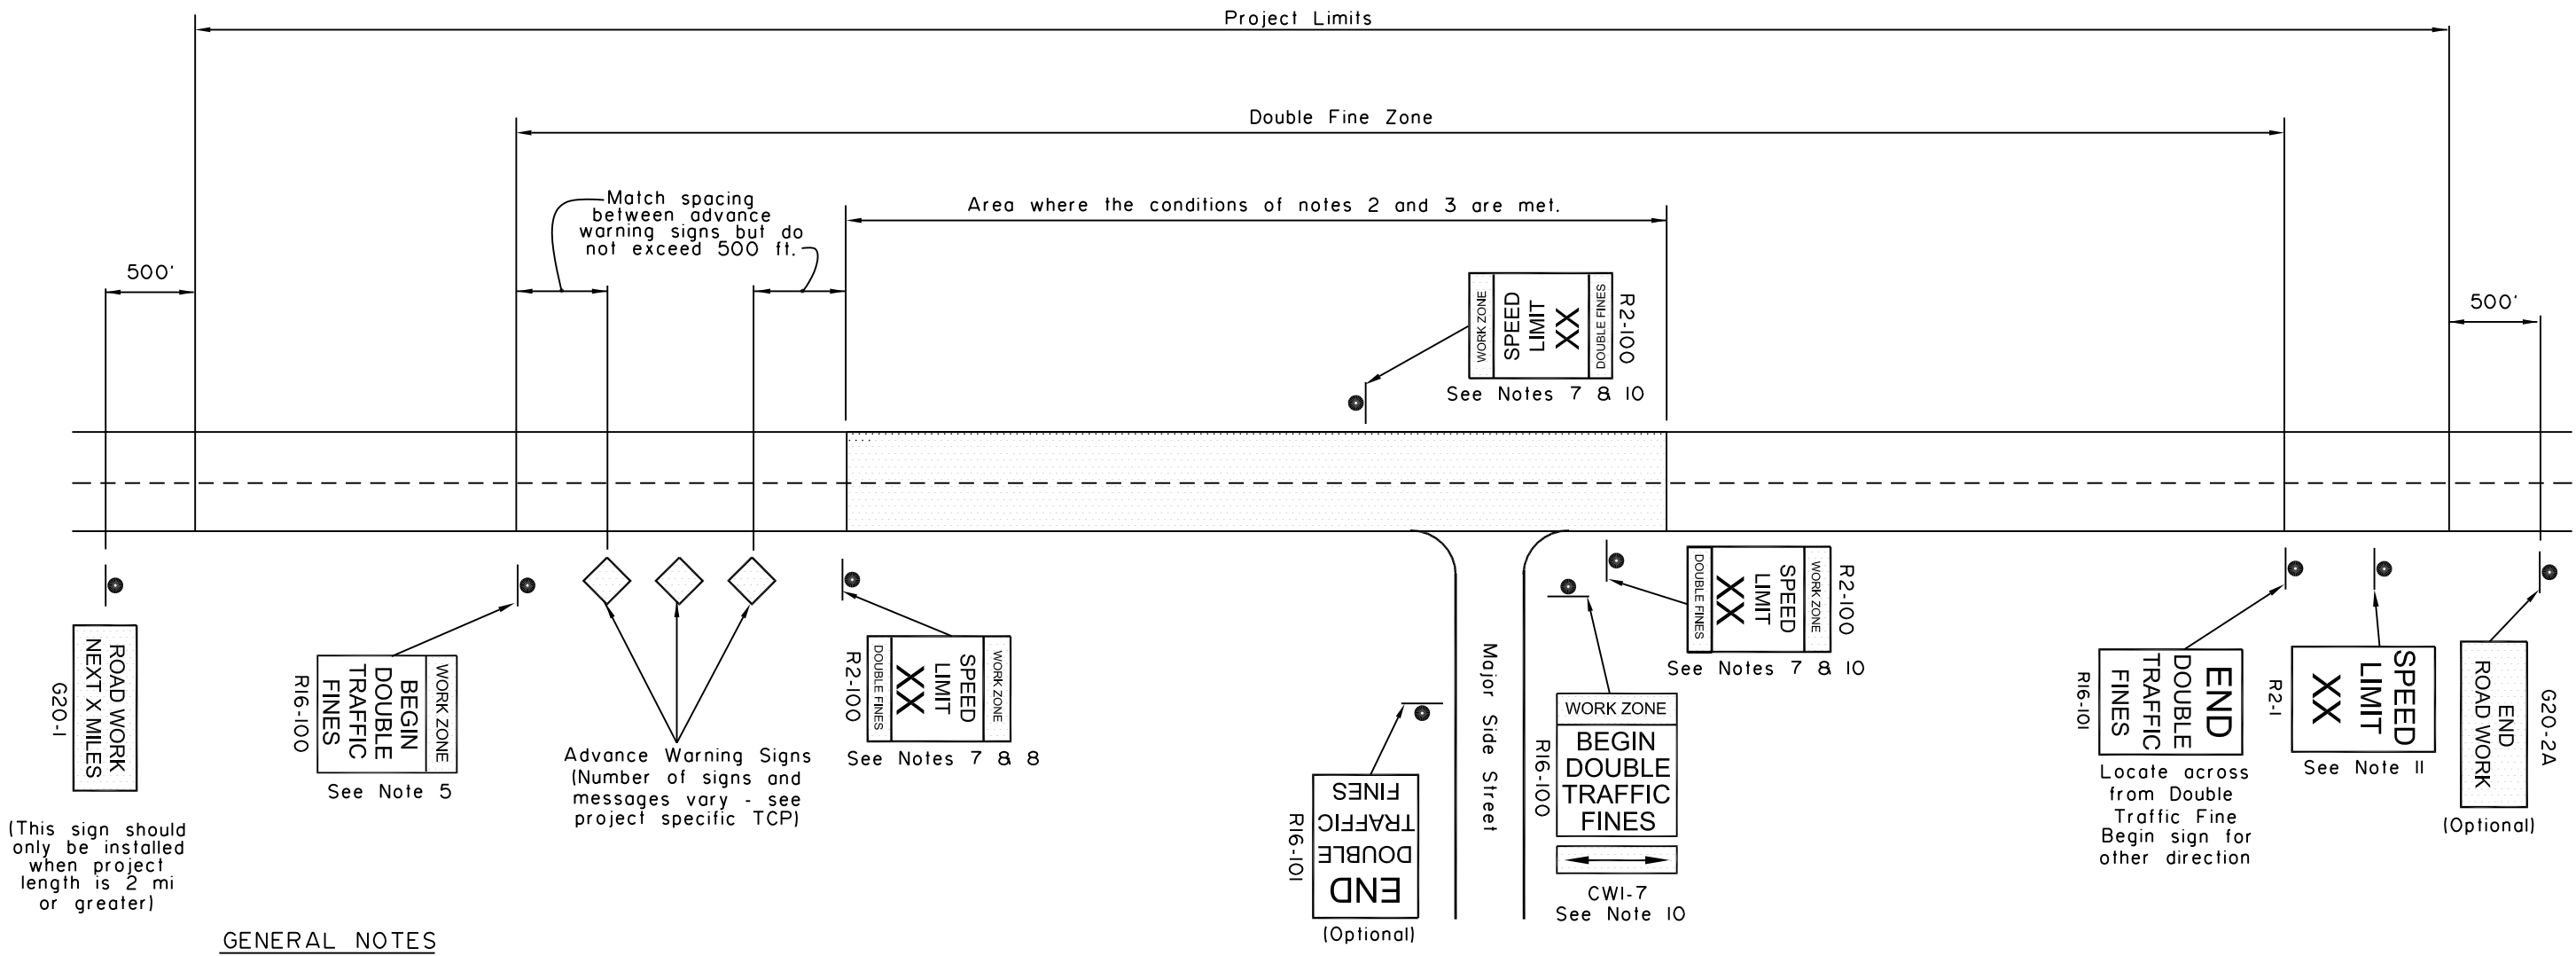 Project Limits
Double Fine Zone
Match spacing
between advance
warning signs but do
not exceed 500 ft.
Area where the conditions of notes 2 and 3 are met.
500'
500'
WORK ZONE
SPEED
LIMIT
XX
DOUBLE FINES
R2-100
See Notes 7 & 10
ROAD WORK
NEXT X MILES
G20-1
(This sign should
only be installed
when project
length is 2 mi
or greater)
WORK ZONE
BEGIN
DOUBLE
TRAFFIC
FINES
R16-100
See Note 5
Advance Warning Signs
(Number of signs and
messages vary - see
project specific TCP)
WORK ZONE
SPEED
LIMIT
XX
DOUBLE FINES
R2-100
See Notes 7 & 8
END
DOUBLE
TRAFFIC
FINES
R16-101
(Optional)
Major Side Street
WORK ZONE
BEGIN
DOUBLE
TRAFFIC
FINES
R16-100
CW1-7
See Note 10
WORK ZONE
SPEED
LIMIT
XX
DOUBLE FINES
R2-100
See Notes 7 & 10
END
DOUBLE
TRAFFIC
FINES
R16-101
Locate across
from Double
Traffic Fine
Begin sign for
other direction
SPEED
LIMIT
XX
R2-1
See Note 11
END
ROAD WORK
G20-2A
(Optional)
GENERAL NOTES